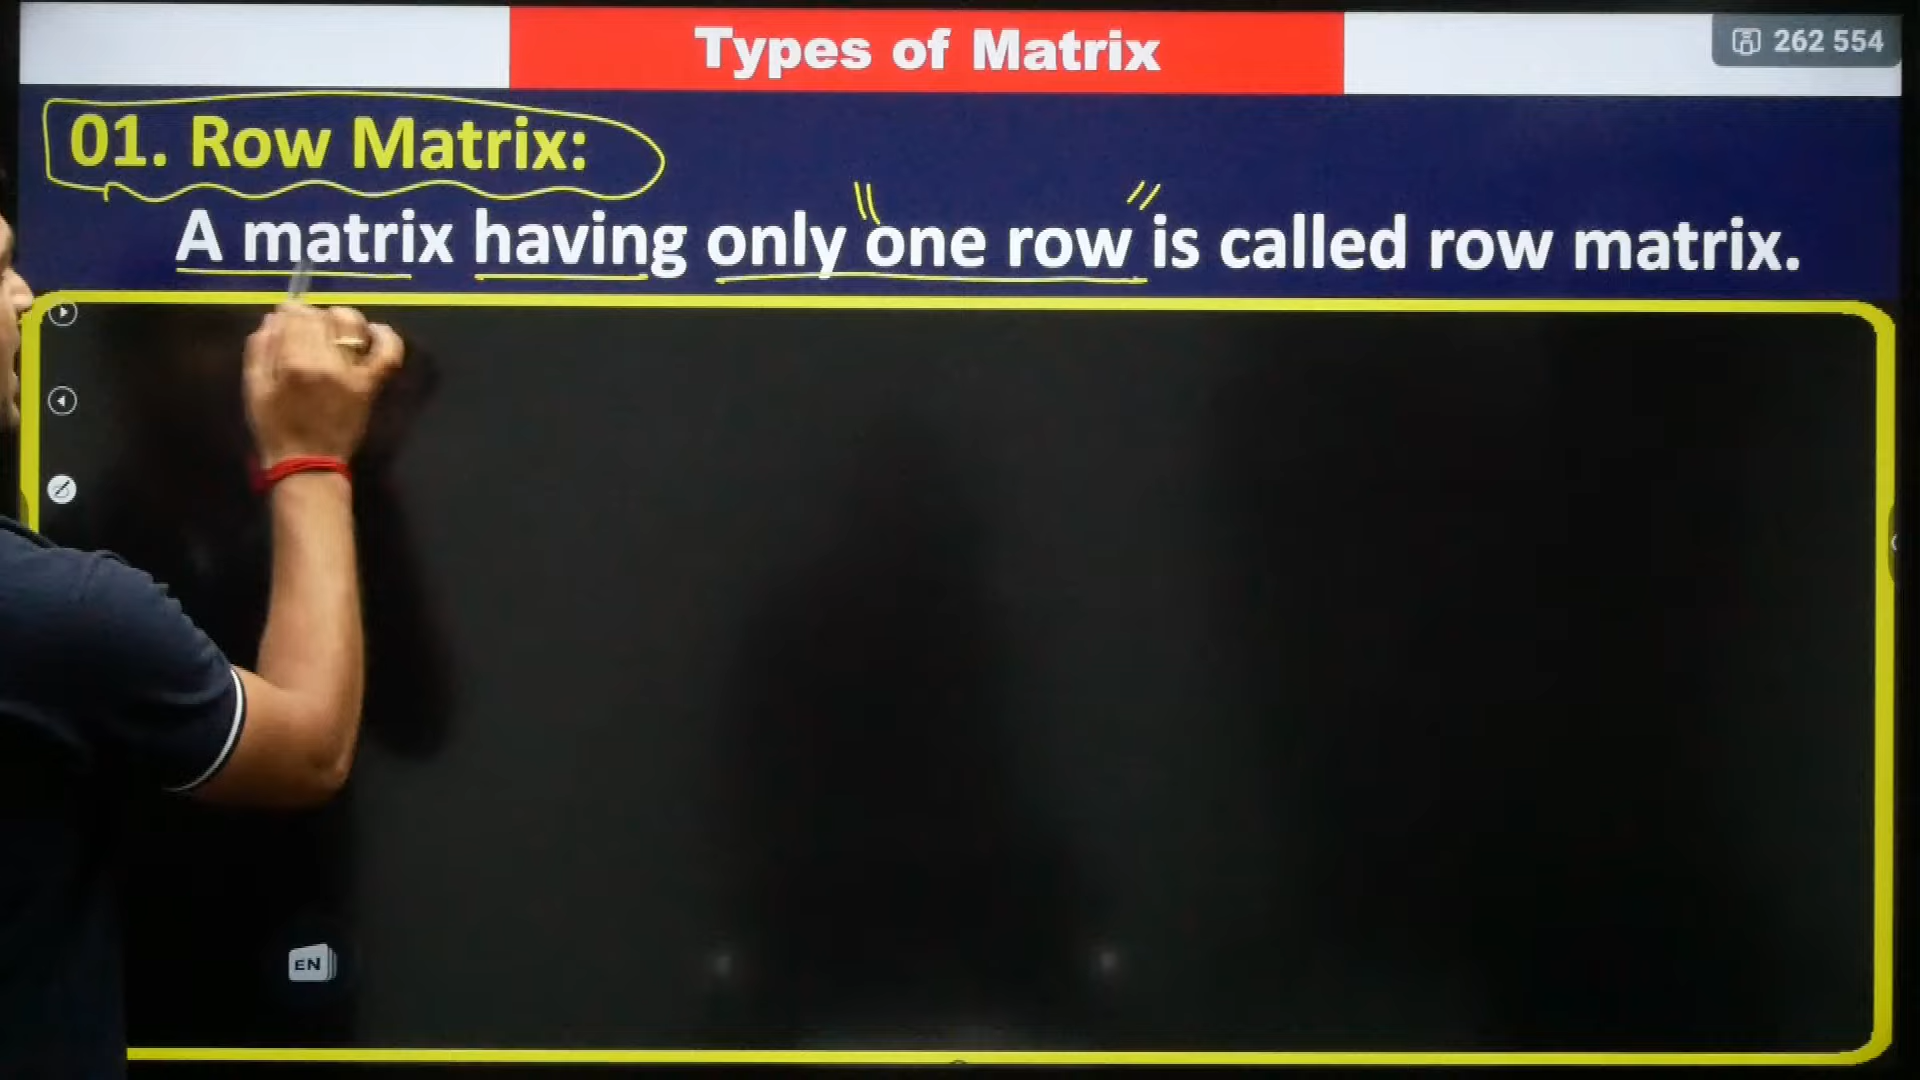 Types of Matrix
262 554
01. Row Matrix:
A matrix having only "one row" is called row matrix.
EN